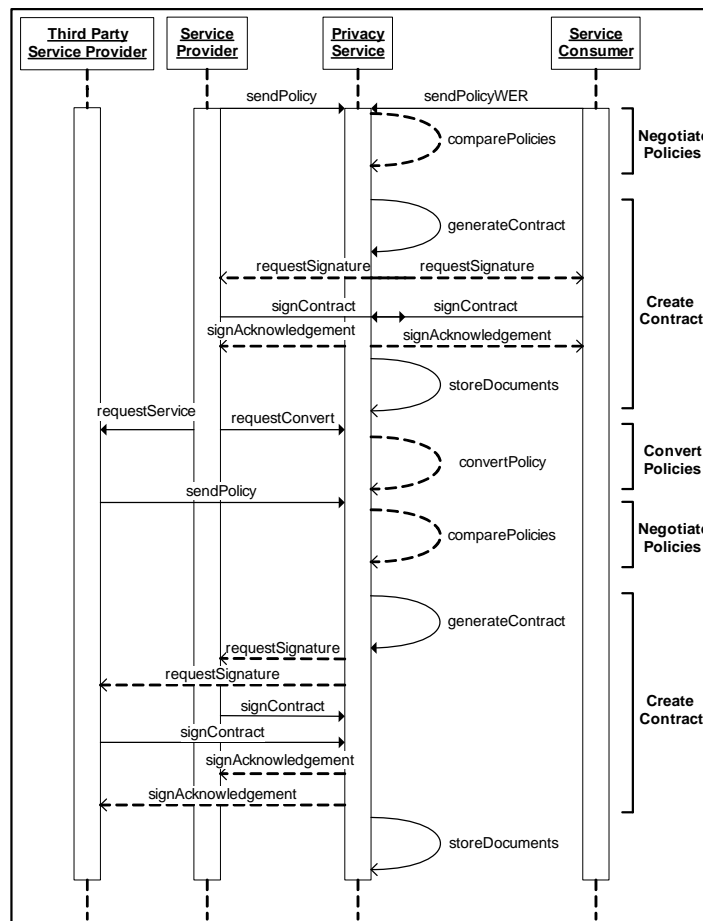 Third Party
Service Provider
Service
Provider
Privacy
Service
Service
Consumer
sendPolicy
sendPolicyWER
comparePolicies
Negotiate
Policies
generateContract
requestSignature
requestSignature
signContract
signContract
signAcknowledgement
signAcknowledgement
Create
Contract
storeDocuments
requestService
requestConvert
convertPolicy
Convert
Policies
sendPolicy
comparePolicies
Negotiate
Policies
generateContract
requestSignature
requestSignature
signContract
signContract
signAcknowledgement
signAcknowledgement
Create
Contract
storeDocuments